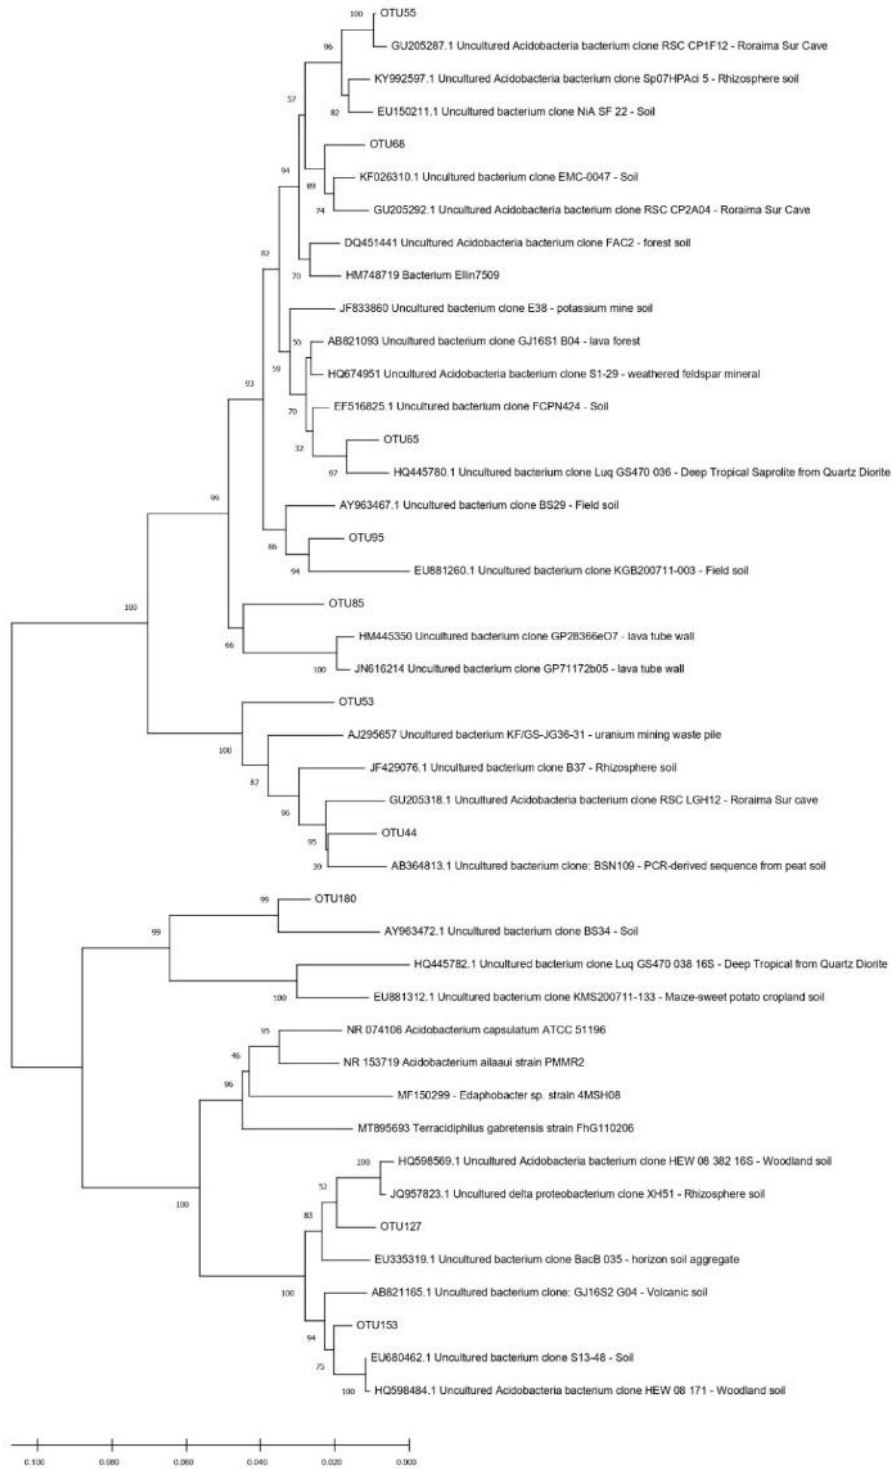 OTU55
100
GU205287.1 Uncultured Acidobacteria bacterium clone RSC CP1F12 - Roraima Sur Cave
96
KY992597.1 Uncultured Acidobacteria bacterium clone Sp07HPAci 5 - Rhizosphere soil
57
EU150211.1 Uncultured bacterium clone NiA SF 22 - Soil
82
OTU68
94
KF026310.1 Uncultured bacterium clone EMC-0047 - Soil
89
GU205292.1 Uncultured Acidobacteria bacterium clone RSC CP2A04 - Roraima Sur Cave
74
DQ451441 Uncultured Acidobacteria bacterium clone FAC2 - forest soil
82
HM748719 Bacterium Ellin7509
70
JF833860 Uncultured bacterium clone E38 - potassium mine soil
AB821093 Uncultured bacterium clone GJ16S1 B04 - lava forest
55
59
HQ674951 Uncultured Acidobacteria bacterium clone S1-29 - weathered feldspar mineral
93
EF516825.1 Uncultured bacterium clone FCPN424 - Soil
70
OTU65
32
HQ445780.1 Uncultured bacterium clone Luq GS470 036 - Deep Tropical Saprolite from Quartz Diorite
97
99
AY963467.1 Uncultured bacterium clone BS29 - Field soil
OTU95
86
EU881260.1 Uncultured bacterium clone KGB200711-003 - Field soil
94
OTU85
100
HM445350 Uncultured bacterium clone GP28366eO7 - lava tube wall
66
JN616214 Uncultured bacterium clone GP71172b05 - lava tube wall
100
OTU53
AJ295657 Uncultured bacterium KF/GS-JG36-31 - uranium mining waste pile
100
JF429076.1 Uncultured bacterium clone B37 - Rhizosphere soil
82
GU205318.1 Uncultured Acidobacteria bacterium clone RSC LGH12 - Roraima Sur cave
96
OTU44
95
AB364813.1 Uncultured bacterium clone: BSN109 - PCR-derived sequence from peat soil
39
OTU180
99
AY963472.1 Uncultured bacterium clone BS34 - Soil
99
HQ445782.1 Uncultured bacterium clone Luq GS470 038 16S - Deep Tropical from Quartz Diorite
EU881312.1 Uncultured bacterium clone KMS200711-133 - Maize-sweet potato cropland soil
100
NR 074106 Acidobacterium capsulatum ATCC 51196
95
NR 153719 Acidobacterium ailaaui strain PMMR2
46
MF150299 - Edaphobacter sp. strain 4MSH08
96
MT895693 Terracidiphilus gabretensis strain FhG110206
HQ598569.1 Uncultured Acidobacteria bacterium clone HEW 08 382 16S - Woodland soil
100
JQ957823.1 Uncultured delta proteobacterium clone XH51 - Rhizosphere soil
52
100
OTU127
83
EU335319.1 Uncultured bacterium clone BacB 035 - horizon soil aggregate
AB821165.1 Uncultured bacterium clone: GJ16S2 G04 - Volcanic soil
100
OTU153
94
EU680462.1 Uncultured bacterium clone S13-48 - Soil
75
HQ598484.1 Uncultured Acidobacteria bacterium clone HEW 08 171 - Woodland soil
100
0.100 0.080 0.060 0.040 0.020 0.000